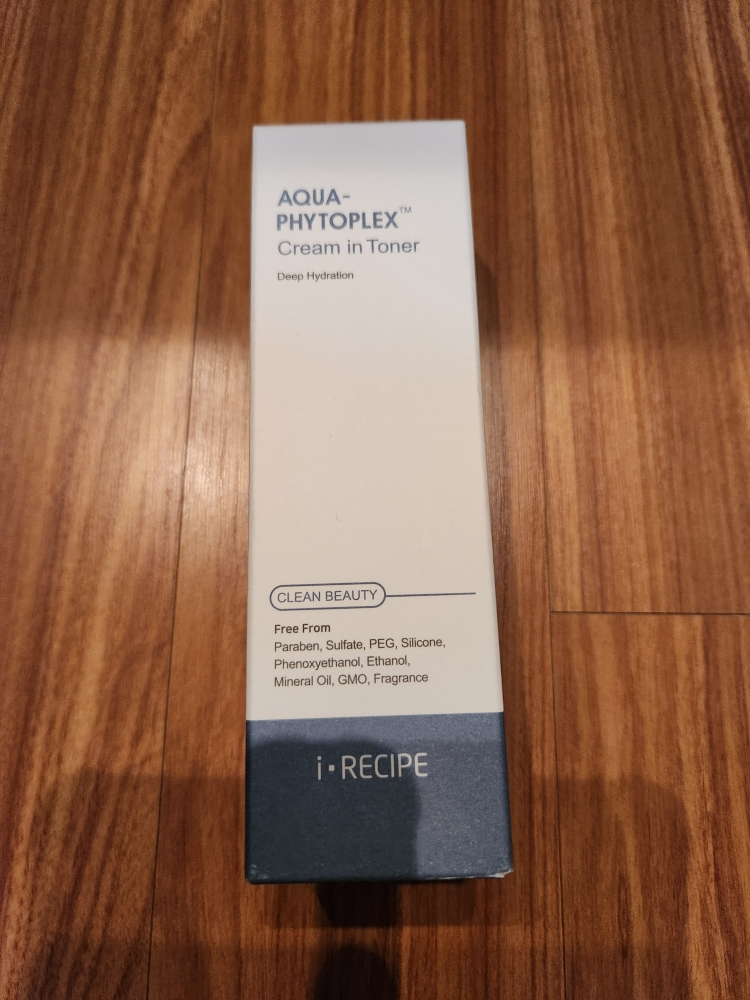 AQUA-
PHYTOPLEX™
Cream in Toner
Deep Hydration
CLEAN BEAUTY
Free From
Paraben, Sulfate, PEG, Silicone,
Phenoxyethanol, Ethanol,
Mineral Oil, GMO, Fragrance
i·RECIPE